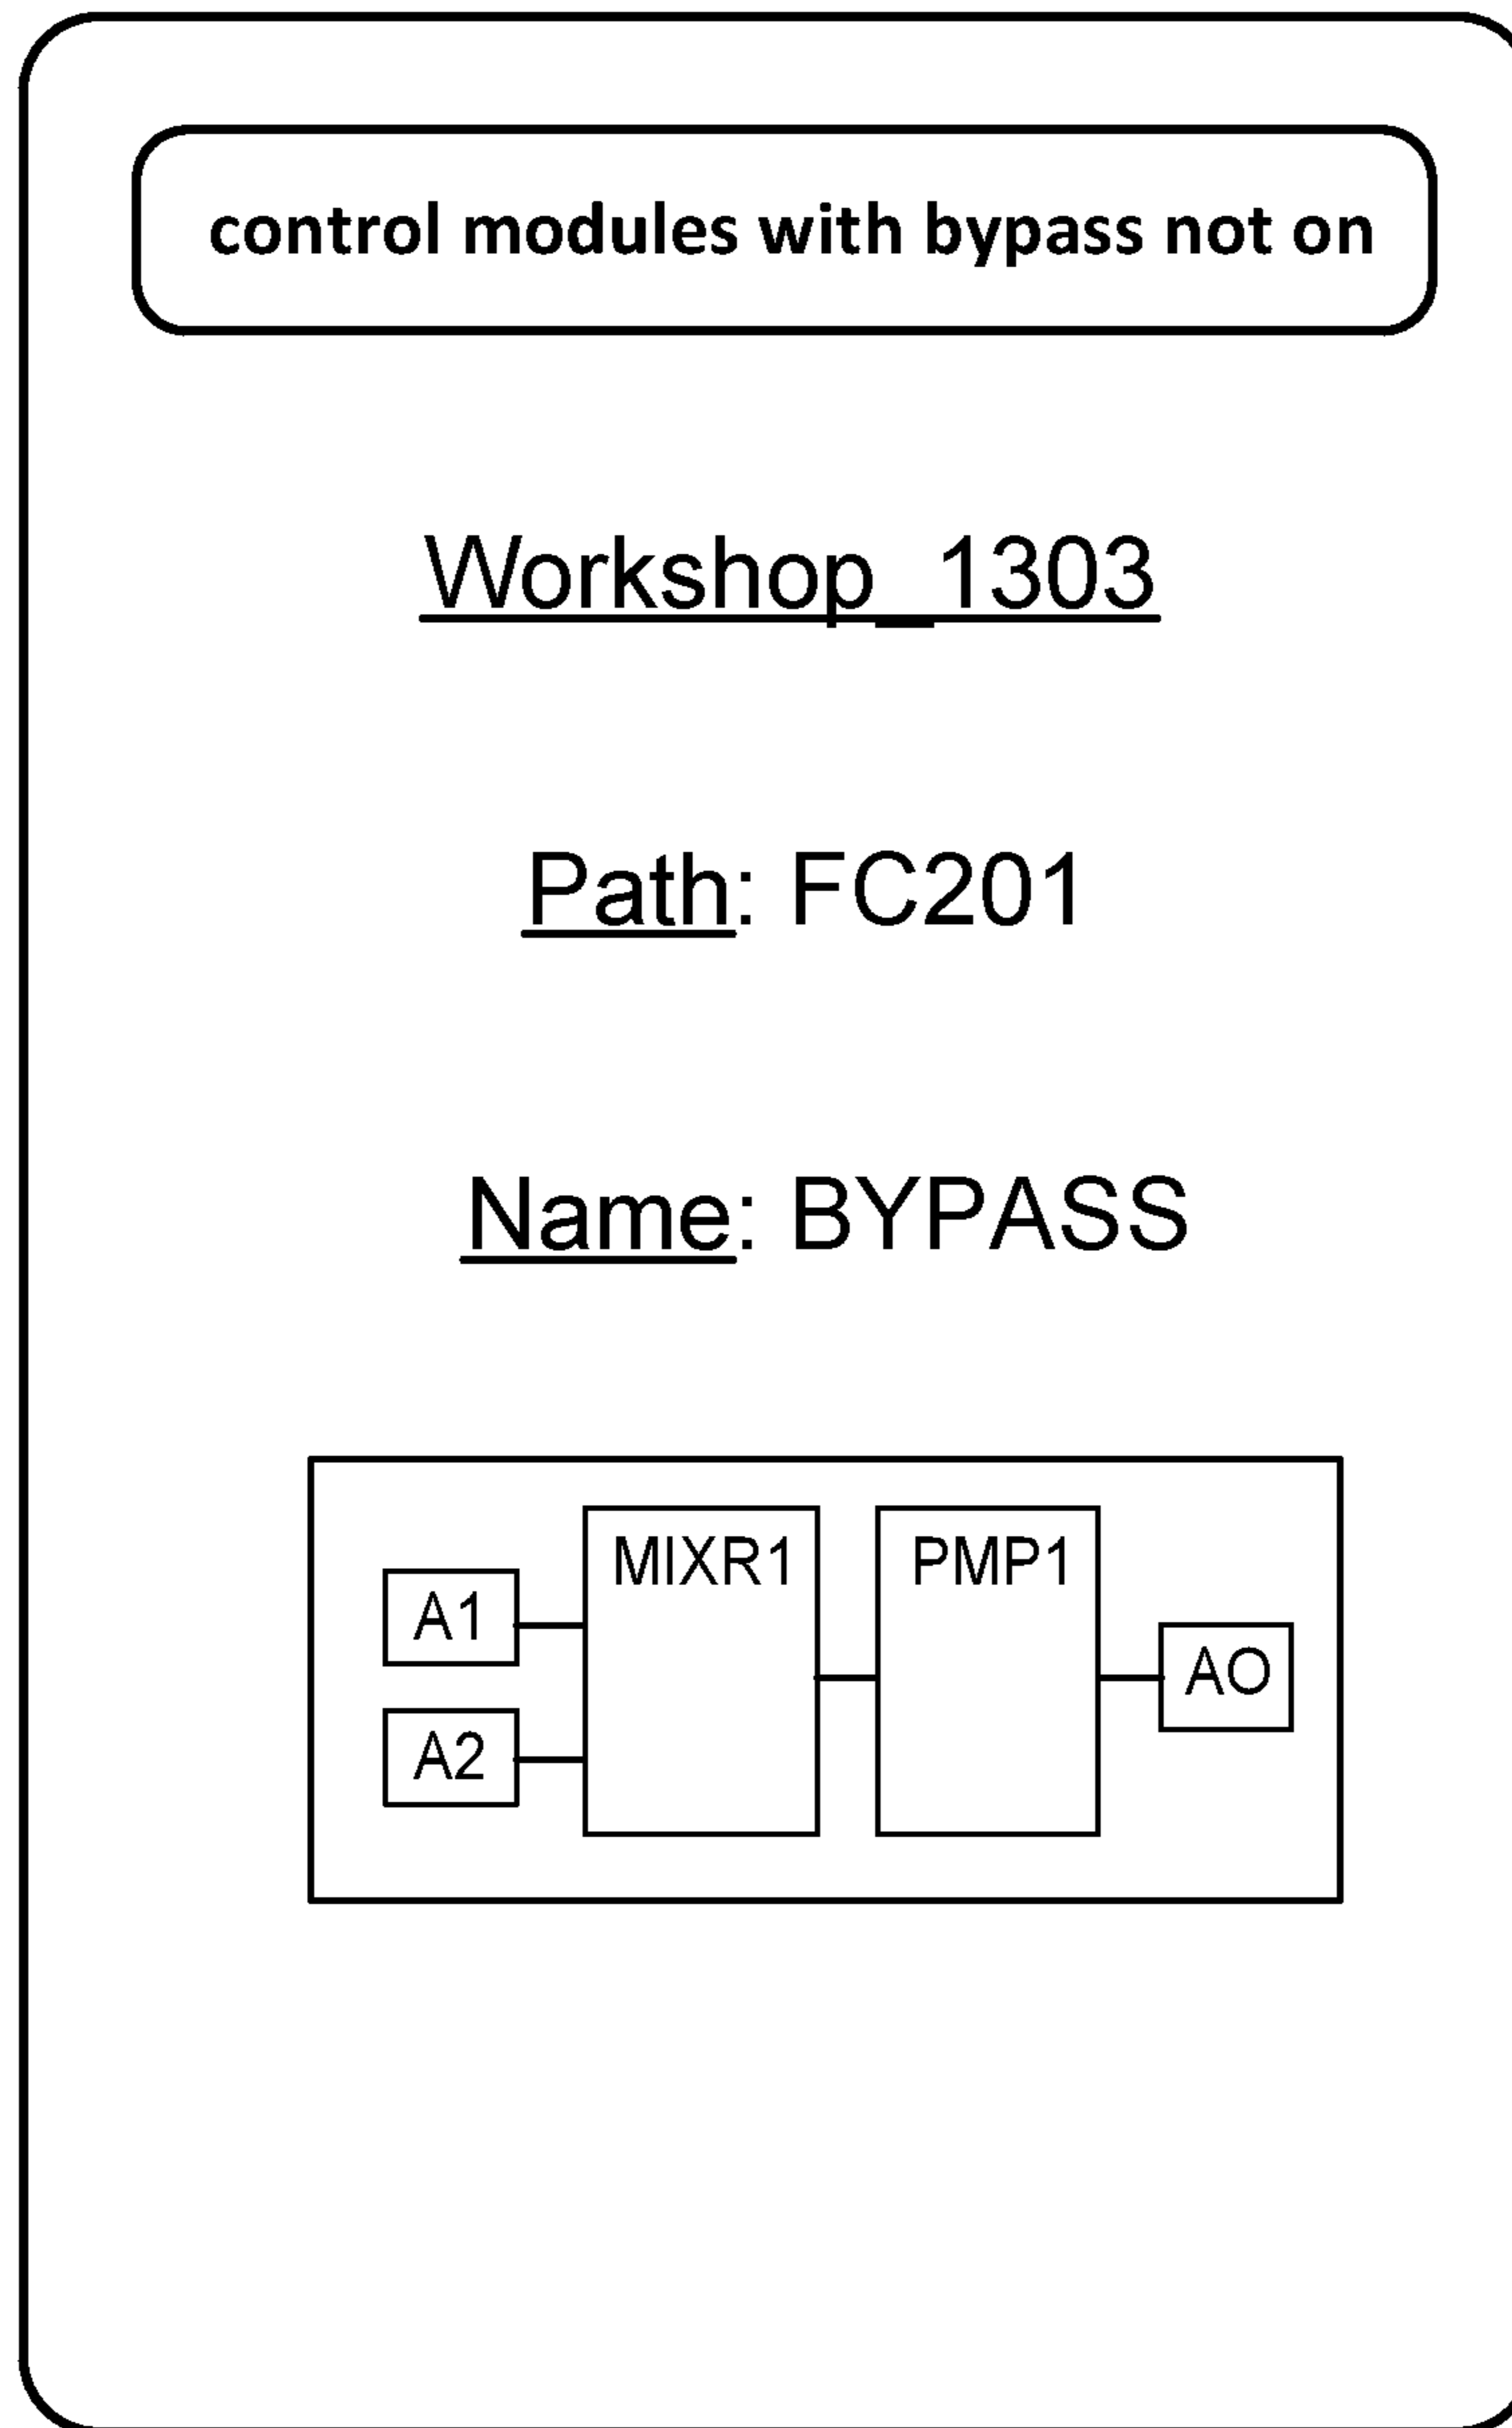 control modules with bypass not on
Workshop_1303
Path: FC201
Name: BYPASS
MIXR1
PMP1
A1
AO
A2